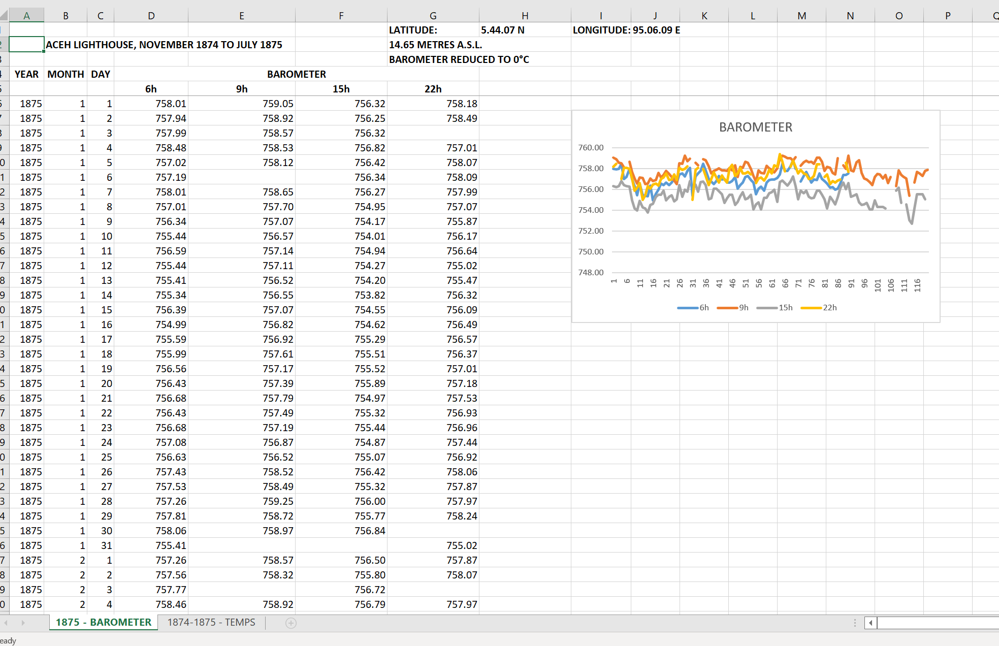 A B C D E F G H I J K L M N O P Q
LATITUDE: 5.44.07 N LONGITUDE: 95.06.09 E
ACEH LIGHTHOUSE, NOVEMBER 1874 TO JULY 1875 14.65 METRES A.S.L.
BAROMETER REDUCED TO 0°C
YEAR MONTH DAY BAROMETER
6h 9h 15h 22h
1875 1 1 758.01 759.05 756.32 758.18
1875 1 2 757.94 758.92 756.25 758.49
1875 1 3 757.99 758.57 756.32
1875 1 4 758.48 758.53 756.82 757.01
1875 1 5 757.02 758.12 756.42 758.07
1875 1 6 757.19 756.34 758.09
1875 1 7 758.01 758.65 756.27 757.99
1875 1 8 757.01 757.70 754.95 757.07
1875 1 9 756.34 757.07 754.17 755.87
1875 1 10 755.44 756.57 754.01 756.17
1875 1 11 756.59 757.14 754.94 756.64
1875 1 12 755.44 757.11 754.27 755.02
1875 1 13 755.41 756.52 754.20 755.47
1875 1 14 755.34 756.55 753.82 756.32
1875 1 15 756.39 757.07 754.55 756.09
1875 1 16 754.99 756.82 754.62 756.49
1875 1 17 755.59 756.92 755.29 756.57
1875 1 18 755.99 757.61 755.51 756.37
1875 1 19 756.56 757.17 755.52 757.01
1875 1 20 756.43 757.39 755.89 757.18
1875 1 21 756.68 757.79 754.97 757.53
1875 1 22 756.43 757.49 755.32 756.93
1875 1 23 756.68 757.19 755.44 756.96
1875 1 24 757.08 756.87 754.87 757.44
1875 1 25 756.63 756.52 755.07 756.92
1875 1 26 757.43 758.52 756.42 758.06
1875 1 27 757.53 758.49 755.32 757.87
1875 1 28 757.26 759.25 756.00 757.97
1875 1 29 757.81 758.72 755.77 758.24
1875 1 30 758.06 758.97 756.84
1875 1 31 755.41 755.02
1875 2 1 757.26 758.57 756.50 757.87
1875 2 2 757.56 758.32 755.80 758.07
1875 2 3 757.77 756.72
1875 2 4 758.46 758.92 756.79 757.97
BAROMETER
760.00
758.00
756.00
754.00
752.00
750.00
748.00
1 6 11 16 21 26 31 36 41 46 51 56 61 66 71 76 81 86 91 96 101 106 111 116
6h 9h 15h 22h
1875 - BAROMETER 1874-1875 - TEMPS
eady